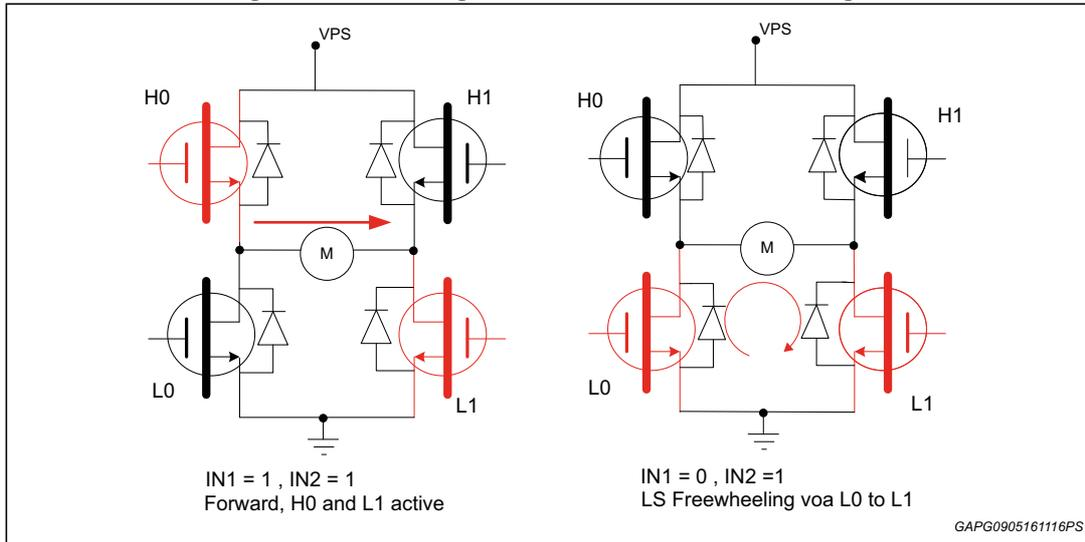 VPS
H0
H1
M
L0
L1
IN1 = 1 , IN2 = 1
Forward, H0 and L1 active
VPS
H0
H1
M
L0
L1
IN1 = 0 , IN2 =1
LS Freewheeling voa L0 to L1
GAPG0905161116PS